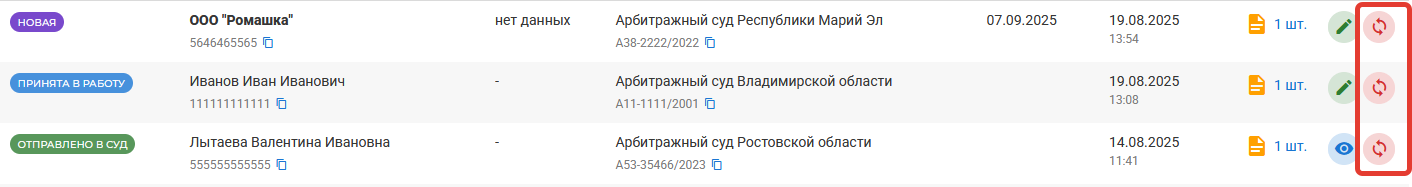 НОВАЯ ООО "Ромашка" нет данных Арбитражный суд Республики Марий Эл 07.09.2025 19.08.2025 1 шт.
5646465565 А38-2222/2022 13:54
ПРИНЯТА В РАБОТУ Иванов Иван Иванович - Арбитражный суд Владимирской области 19.08.2025 1 шт.
111111111111 А11-1111/2001 13:08
ОТПРАВЛЕНО В СУД Лытаева Валентина Ивановна - Арбитражный суд Ростовской области 14.08.2025 1 шт.
555555555555 А53-35466/2023 11:41